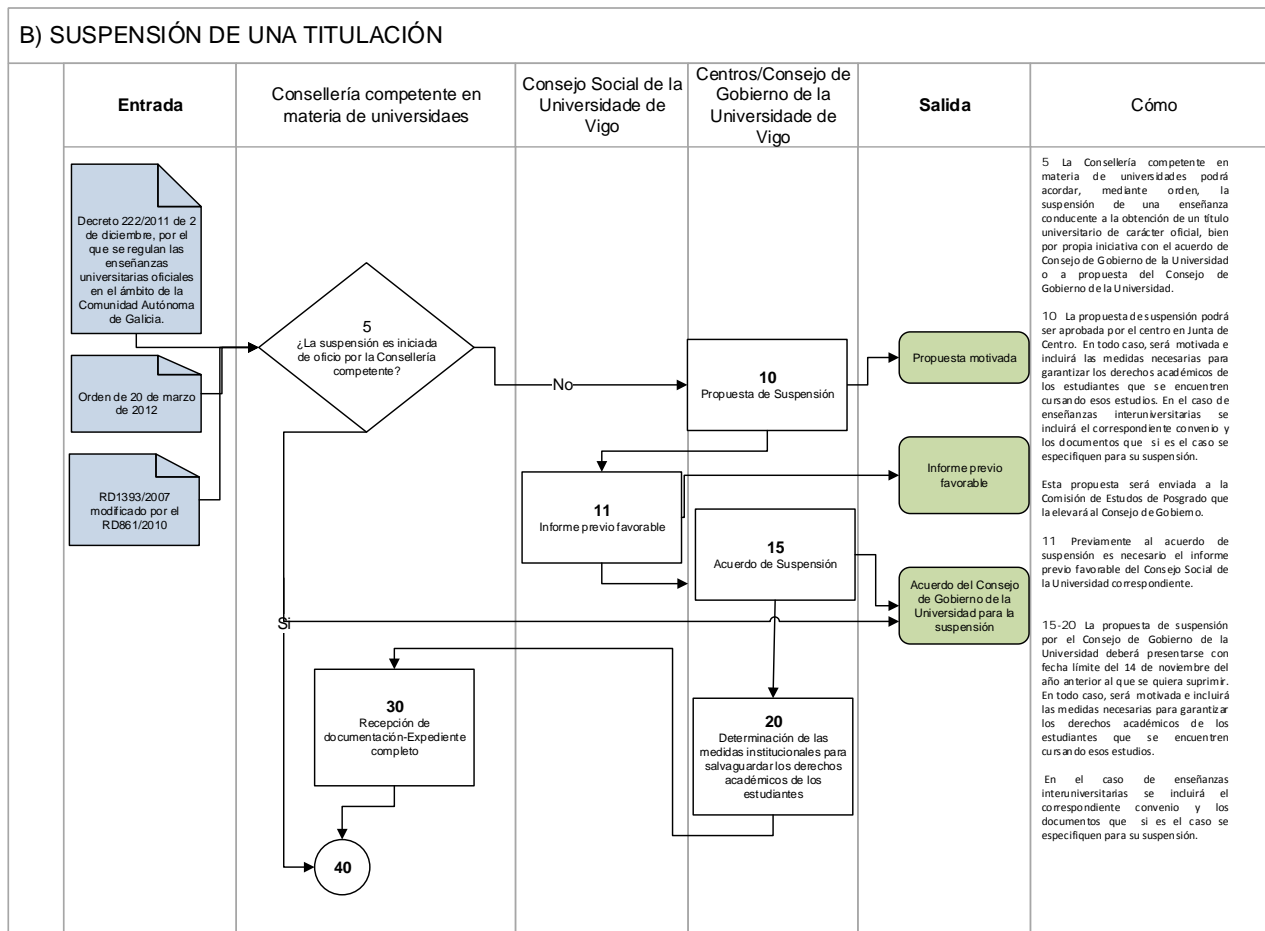 B) SUSPENSIÓN DE UNA TITULACIÓN
Entrada
Consellería competente en
materia de universidaes
Consejo Social de la
Universidade de
Vigo
Centros/Consejo de
Gobierno de la
Universidade de
Vigo
Salida
Cómo
Decreto 222/2011 de 2
de diciembre, por el
que se regulan las
enseñanzas
universitarias oficiales
en el ámbito de la
Comunidad Autónoma
de Galicia.
Orden de 20 de marzo
de 2012
RD1393/2007
modificado por el
RD861/2010
5
¿La suspensión es iniciada
de oficio por la Consellería
competente?
No
Si
10
Propuesta de Suspensión
11
Informe previo favorable
15
Acuerdo de Suspensión
20
Determinación de las
medidas institucionales para
salvaguardar los derechos
académicos de los
estudiantes
30
Recepción de
documentación-Expediente
completo
40
Propuesta motivada
Informe previo
favorable
Acuerdo del Consejo
de Gobierno de la
Universidad para la
suspensión
5 La Consellería competente en
materia de universidades podrá
acordar, mediante orden, la
suspensión de una enseñanza
conducente a la obtención de un título
universitario de carácter oficial, bien
por propia iniciativa con el acuerdo de
Consejo de Gobierno de la Universidad
o a propuesta del Consejo de
Gobierno de la Universidad.
10 La propuesta de suspensión podrá
ser aprobada por el centro en Junta de
Centro. En todo caso, será motivada e
incluirá las medidas necesarias para
garantizar los derechos académicos de
los estudiantes que se encuentren
cursando esos estudios. En el caso de
enseñanzas interuniversitarias se
incluirá el correspondiente convenio y
los documentos que si es el caso se
especifiquen para su suspensión.
Esta propuesta será enviada a la
Comisión de Estudos de Posgrado que
la elevará al Consejo de Gobierno.
11 Previamente al acuerdo de
suspensión es necesario el informe
previo favorable del Consejo Social de
la Universidad correspondiente.
15-20 La propuesta de suspensión
por el Consejo de Gobierno de la
Universidad deberá presentarse con
fecha límite del 14 de noviembre del
año anterior al que se quiera suprimir.
En todo caso, será motivada e incluirá
las medidas necesarias para garantizar
los derechos académicos de los
estudiantes que se encuentren
cursando esos estudios.
En el caso de enseñanzas
interuniversitarias se incluirá el
correspondiente convenio y los
documentos que si es el caso se
especifiquen para su suspensión.